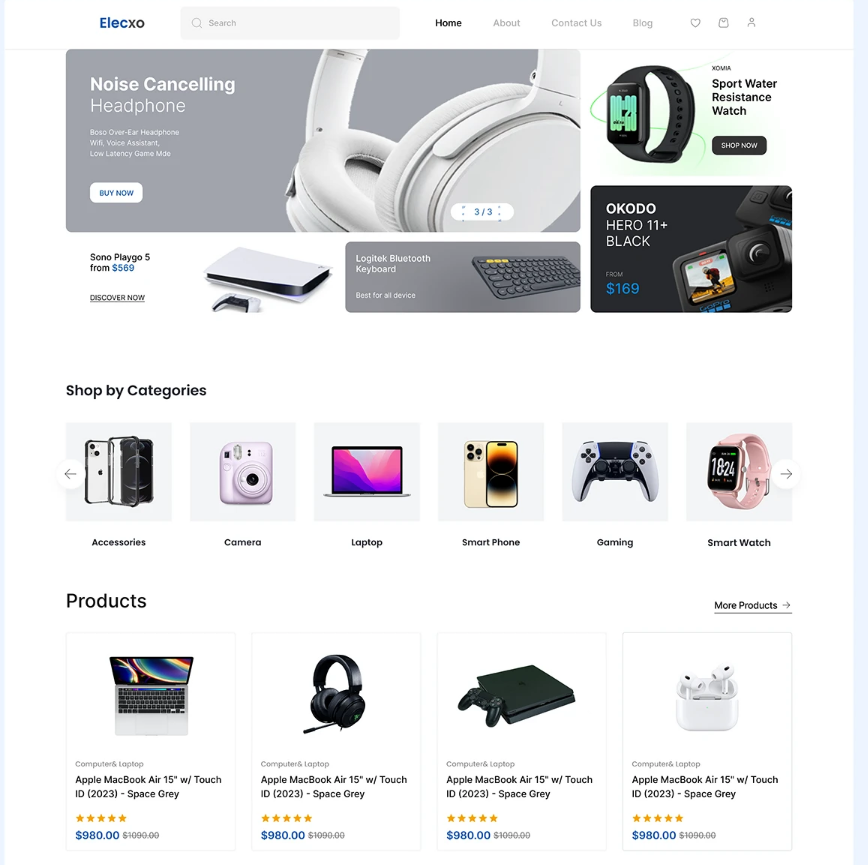 Elecxo
Search
Home
About
Contact Us
Blog
Noise Cancelling
Headphone
Boso Over-Ear Headphone
Wifi, Voice Assistant,
Low Latency Game Mde
BUY NOW
3 / 3
XOMIA
Sport Water
Resistance
Watch
SHOP NOW
Sono Playgo 5
from $569
DISCOVER NOW
Logitek Bluetooth
Keyboard
Best for all device
OKODO
HERO 11+
BLACK
FROM
$169
Shop by Categories
18:24
Accessories
Camera
Laptop
Smart Phone
Gaming
Smart Watch
Products
More Products
Computer& Laptop
Apple MacBook Air 15" w/ Touch
ID (2023) - Space Grey
$980.00 $1090.00
Computer& Laptop
Apple MacBook Air 15" w/ Touch
ID (2023) - Space Grey
$980.00 $1090.00
Computer& Laptop
Apple MacBook Air 15" w/ Touch
ID (2023) - Space Grey
$980.00 $1090.00
Computer& Laptop
Apple MacBook Air 15" w/ Touch
ID (2023) - Space Grey
$980.00 $1090.00